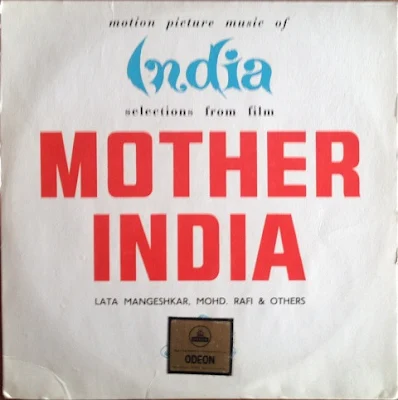 motion picture music of
India
selections from film
MOTHER
INDIA
LATA MANGESHKAR, MOHD. RAFI & OTHERS
ODEON